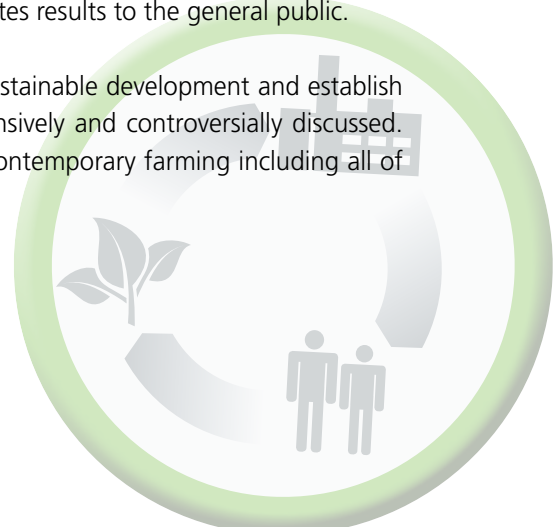 tes results to the general public.
stainable development and establish
nsively and controversially discussed.
ontemporary farming including all of